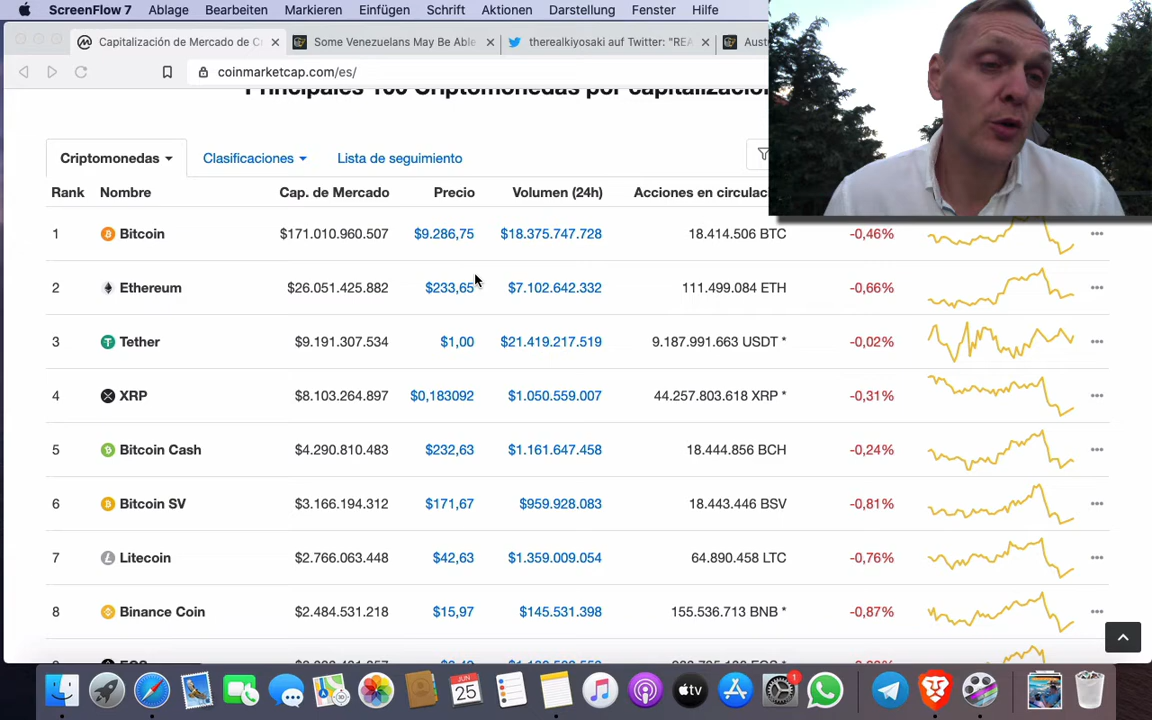 ScreenFlow 7 Ablage Bearbeiten Markieren Einfügen Schrift Aktionen Darstellung Fenster Hilfe
Capitalización de Mercado de Cr Some Venezuelans May Be Able therealkiyosaki auf Twitter: "REA Aust
coinmarketcap.com/es/
Principales 100 Criptomonedas por capitalizació
Criptomonedas Clasificaciones Lista de seguimiento
Rank Nombre Cap. de Mercado Precio Volumen (24h) Acciones en circulac
1 Bitcoin $171.010.960.507 $9.286,75 $18.375.747.728 18.414.506 BTC -0,46%
2 Ethereum $26.051.425.882 $233,65 $7.102.642.332 111.499.084 ETH -0,66%
3 Tether $9.191.307.534 $1,00 $21.419.217.519 9.187.991.663 USDT * -0,02%
4 XRP $8.103.264.897 $0,183092 $1.050.559.007 44.257.803.618 XRP * -0,31%
5 Bitcoin Cash $4.290.810.483 $232,63 $1.161.647.458 18.444.856 BCH -0,24%
6 Bitcoin SV $3.166.194.312 $171,67 $959.928.083 18.443.446 BSV -0,81%
7 Litecoin $2.766.063.448 $42,63 $1.359.009.054 64.890.458 LTC -0,76%
8 Binance Coin $2.484.531.218 $15,97 $145.531.398 155.536.713 BNB * -0,87%
JUN
25
tv
1